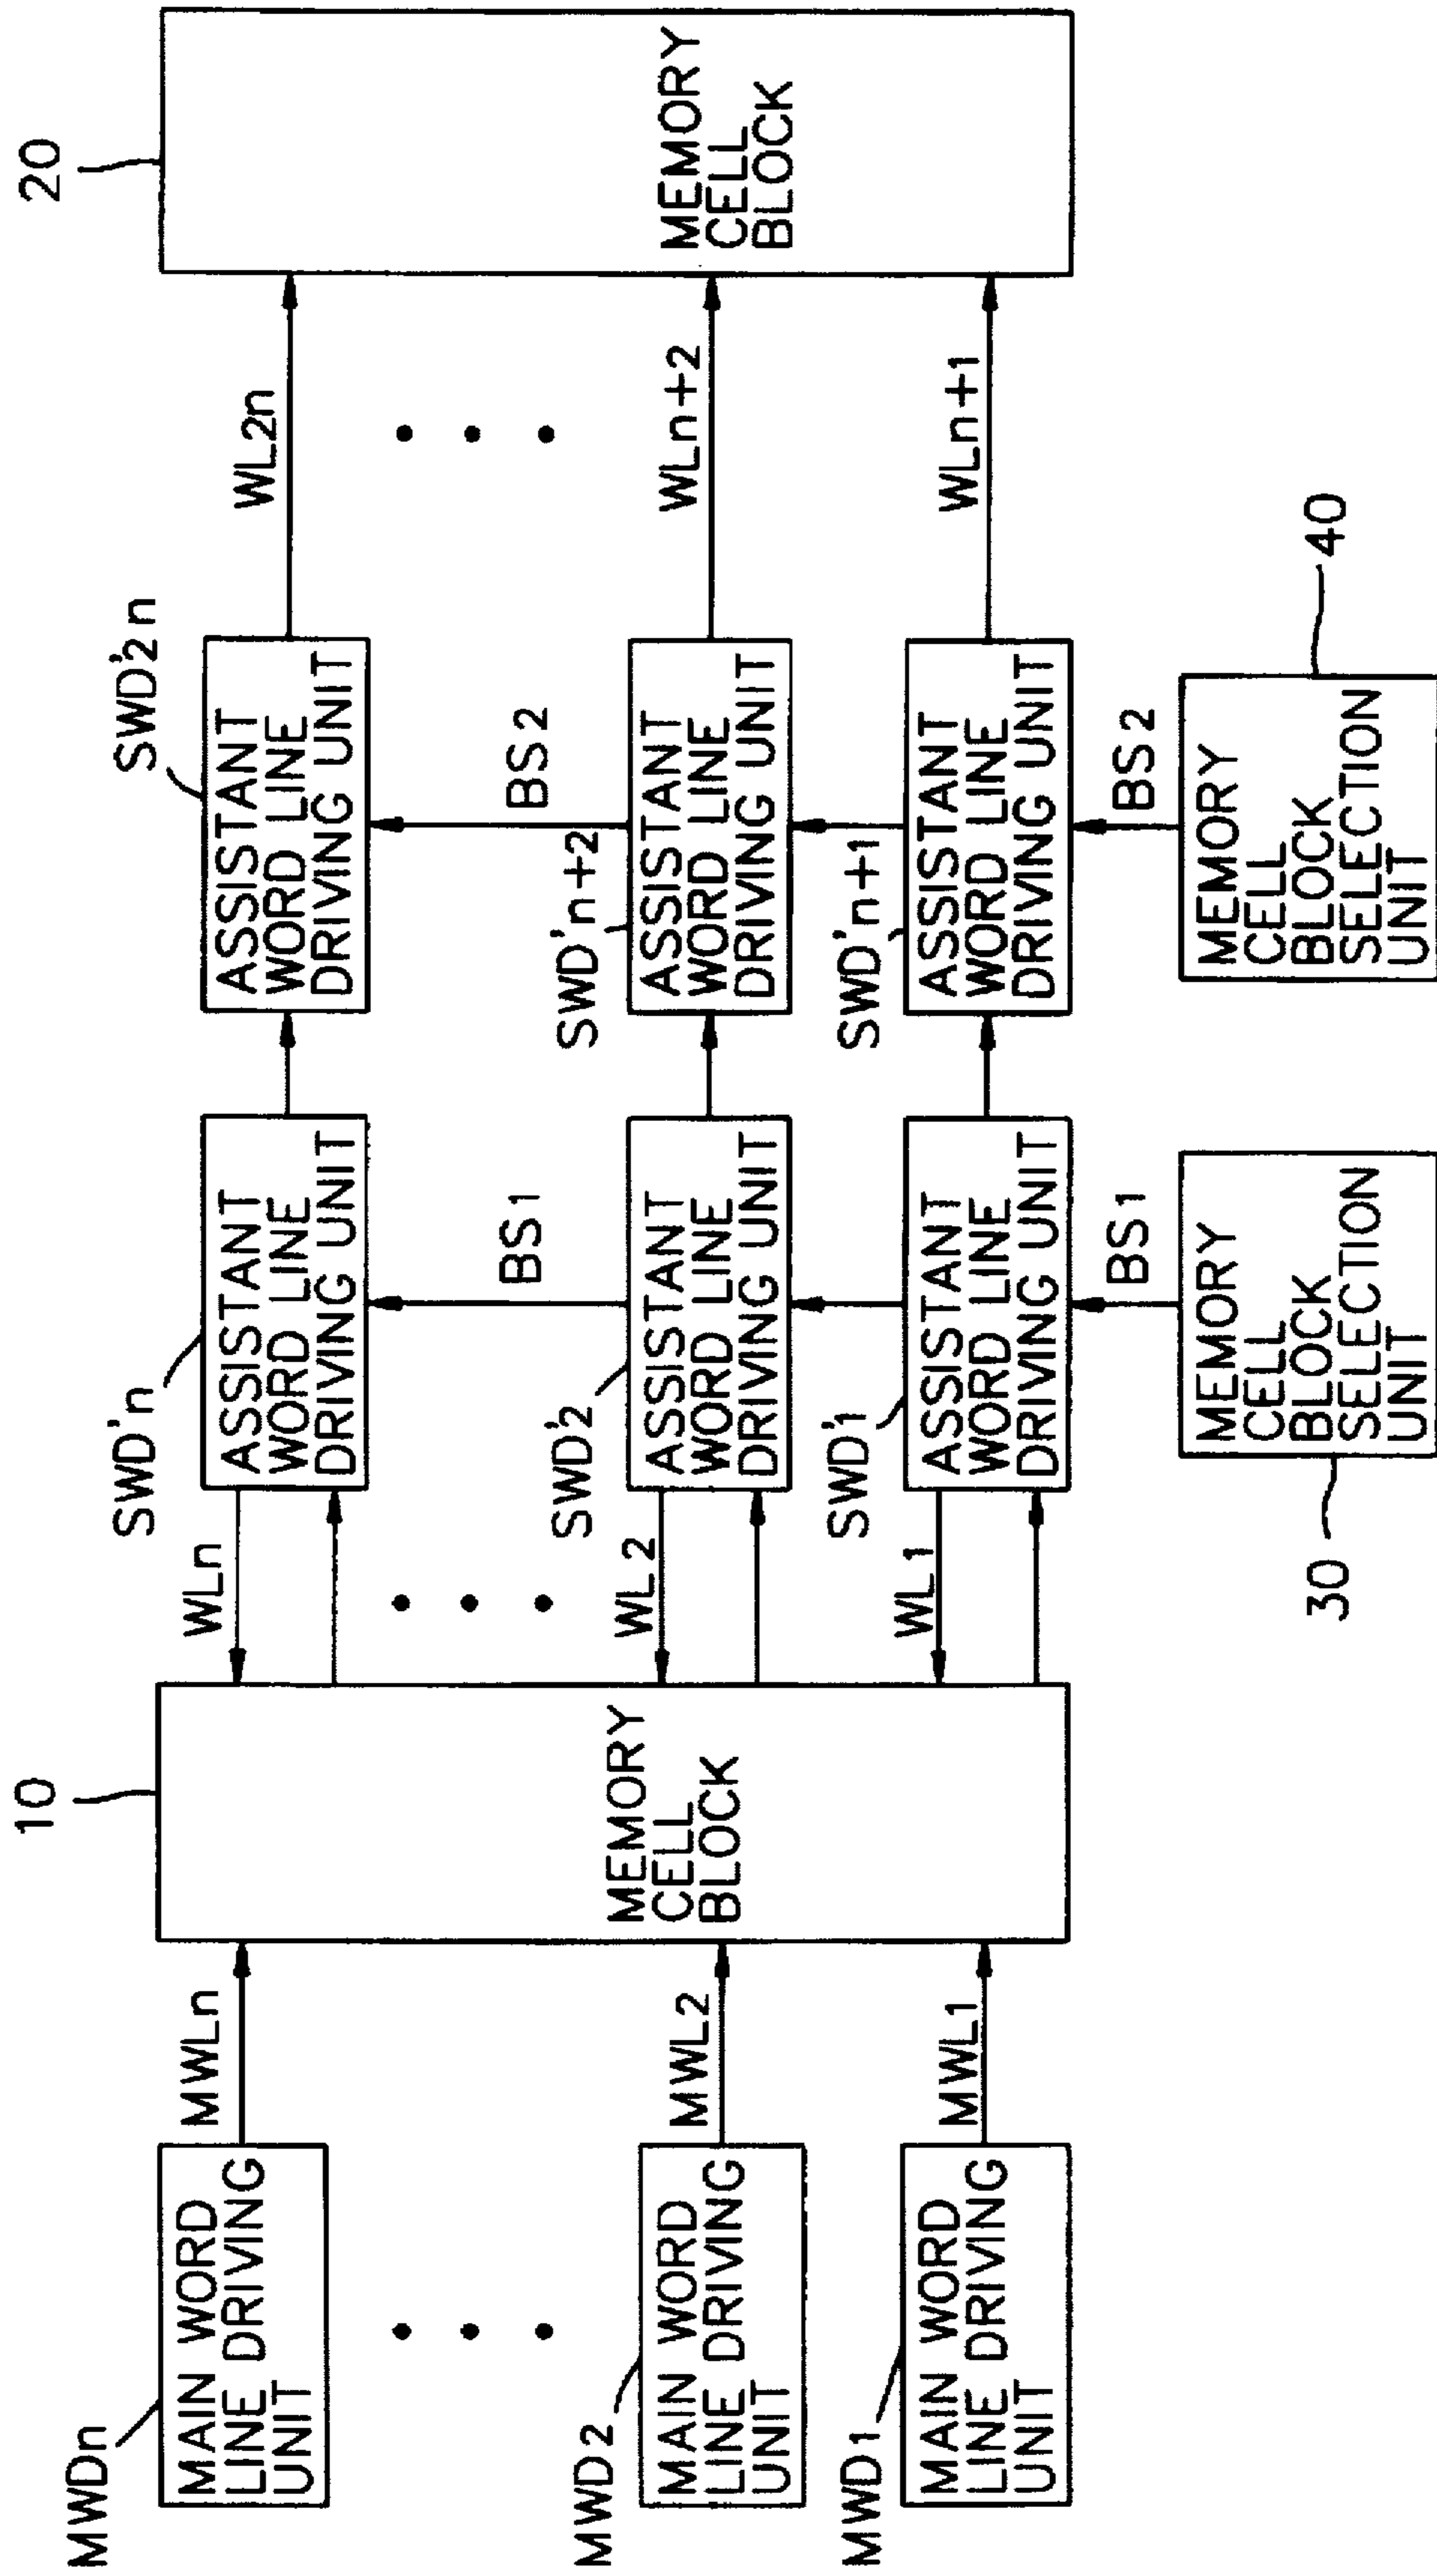 MWDn
MAIN WORD
LINE DRIVING
UNIT
MWLn
10
MEMORY
CELL
BLOCK
WLn
SWD'n
ASSISTANT
WORD LINE
DRIVING UNIT
SWD'2n
ASSISTANT
WORD LINE
DRIVING UNIT
WL2n
20
MEMORY
CELL
BLOCK
BS1
BS2
MWD2
MAIN WORD
LINE DRIVING
UNIT
MWL2
WL2
SWD'2
ASSISTANT
WORD LINE
DRIVING UNIT
SWD'n+2
ASSISTANT
WORD LINE
DRIVING UNIT
WLn+2
MWD1
MAIN WORD
LINE DRIVING
UNIT
MWL1
WL1
SWD'1
ASSISTANT
WORD LINE
DRIVING UNIT
SWD'n+1
ASSISTANT
WORD LINE
DRIVING UNIT
WLn+1
BS1
BS2
30
MEMORY
CELL
BLOCK
SELECTION
UNIT
MEMORY
CELL
BLOCK
SELECTION
UNIT
40